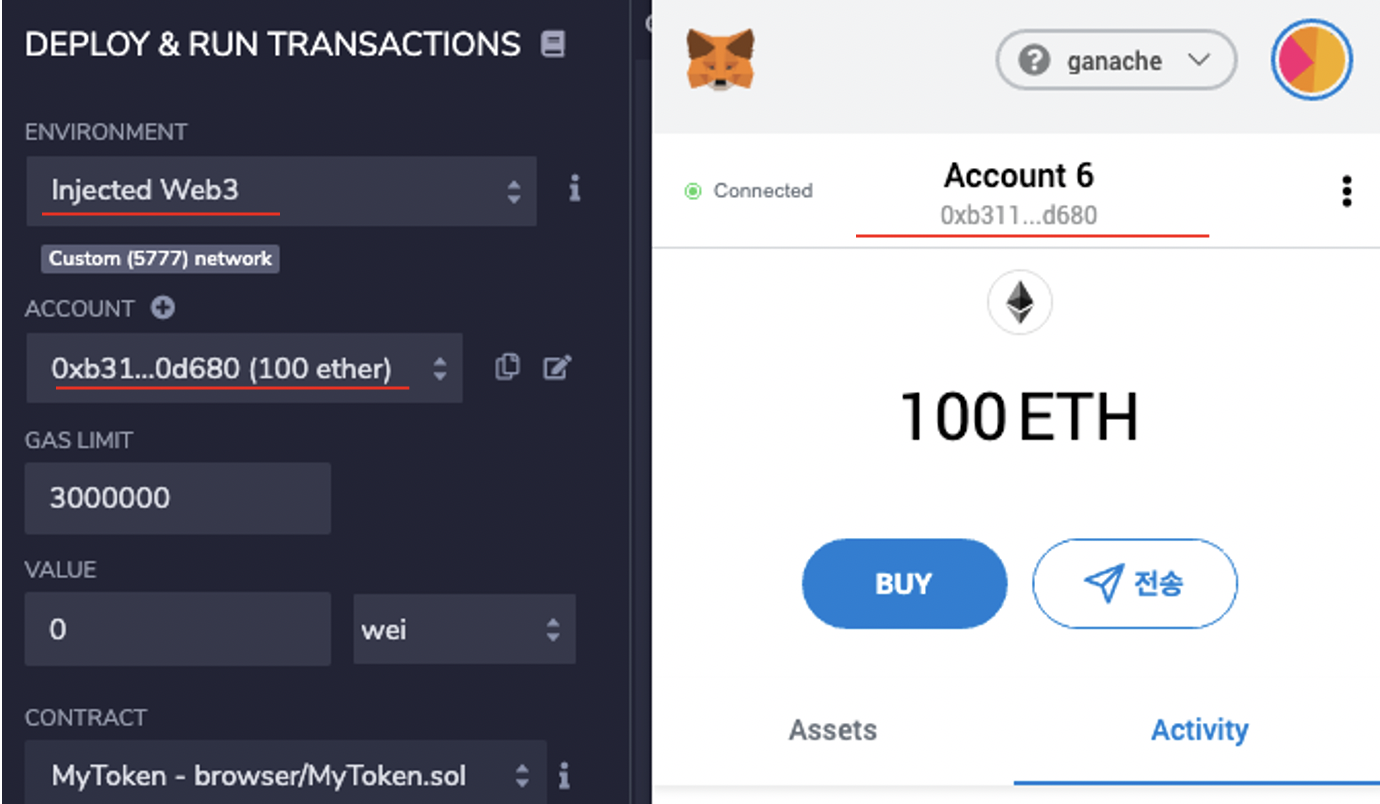 DEPLOY & RUN TRANSACTIONS
ENVIRONMENT
Injected Web3
Custom (5777) network
ACCOUNT
0xb31...0d680 (100 ether)
GAS LIMIT
3000000
VALUE
0
wei
CONTRACT
MyToken - browser/MyToken.sol
ganache
Connected
Account 6
0xb311...d680
100 ETH
BUY
전송
Assets
Activity